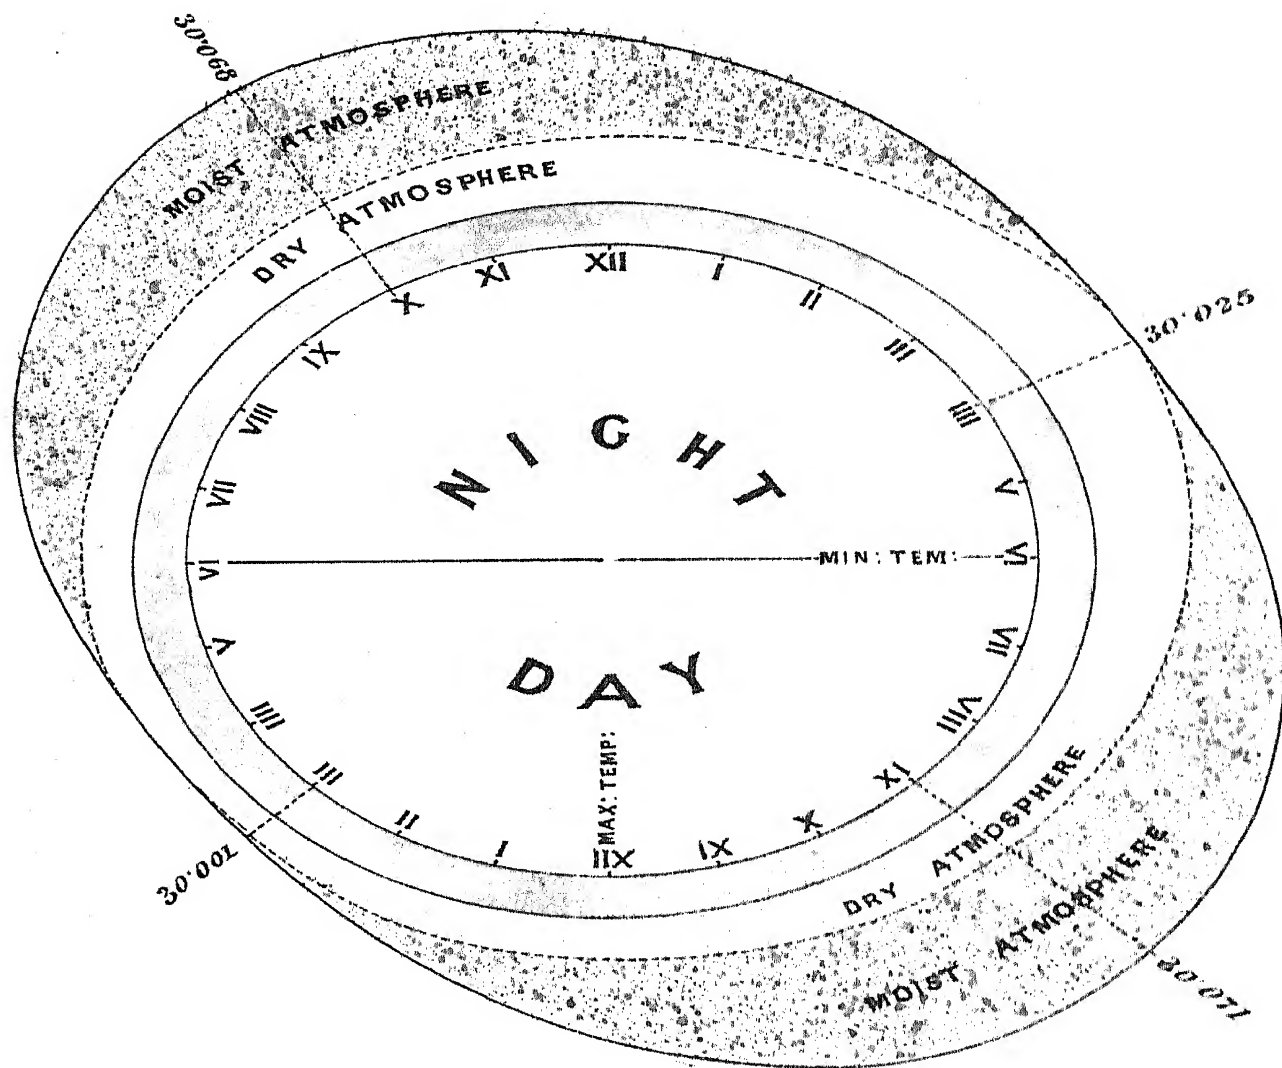 30·068
MOIST ATMOSPHERE
DRY ATMOSPHERE
XII
I
II
III
IIII
V
VI
VII
VIII
IX
X
XI
XII
I
II
III
IIII
V
VI
VII
VIII
IX
X
XI
30·025
NIGHT
MIN: TEM:
DAY
MAX: TEMP:
30·001
DRY ATMOSPHERE
MOIST ATMOSPHERE
30·071